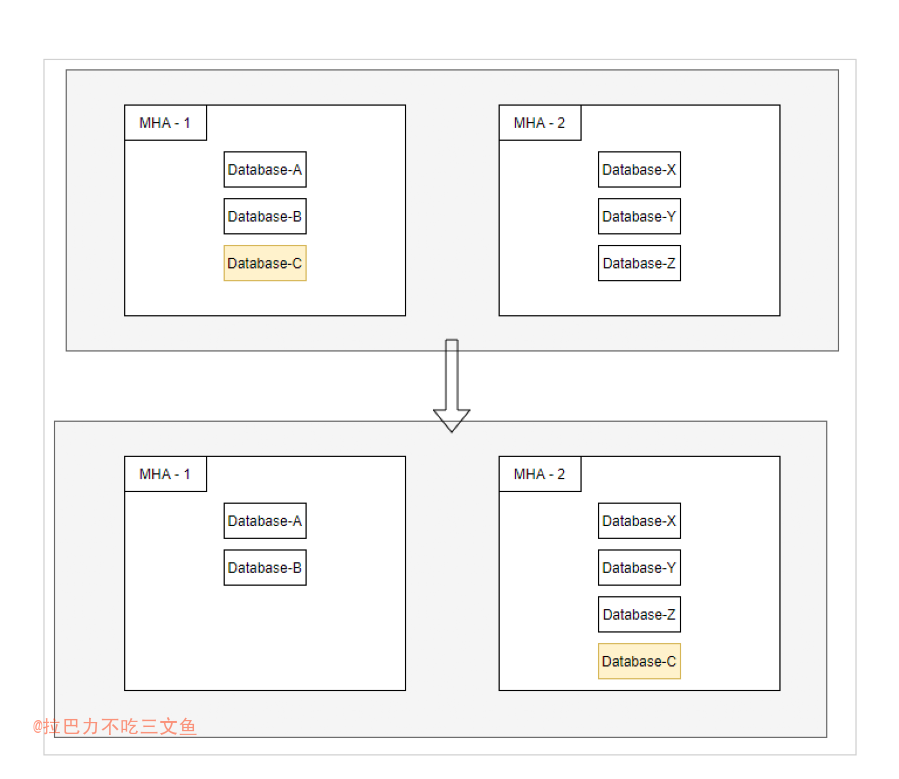 MHA - 1
Database-A
Database-B
Database-C
MHA - 2
Database-X
Database-Y
Database-Z
MHA - 1
Database-A
Database-B
MHA - 2
Database-X
Database-Y
Database-Z
Database-C
@拉巴力不吃三文鱼